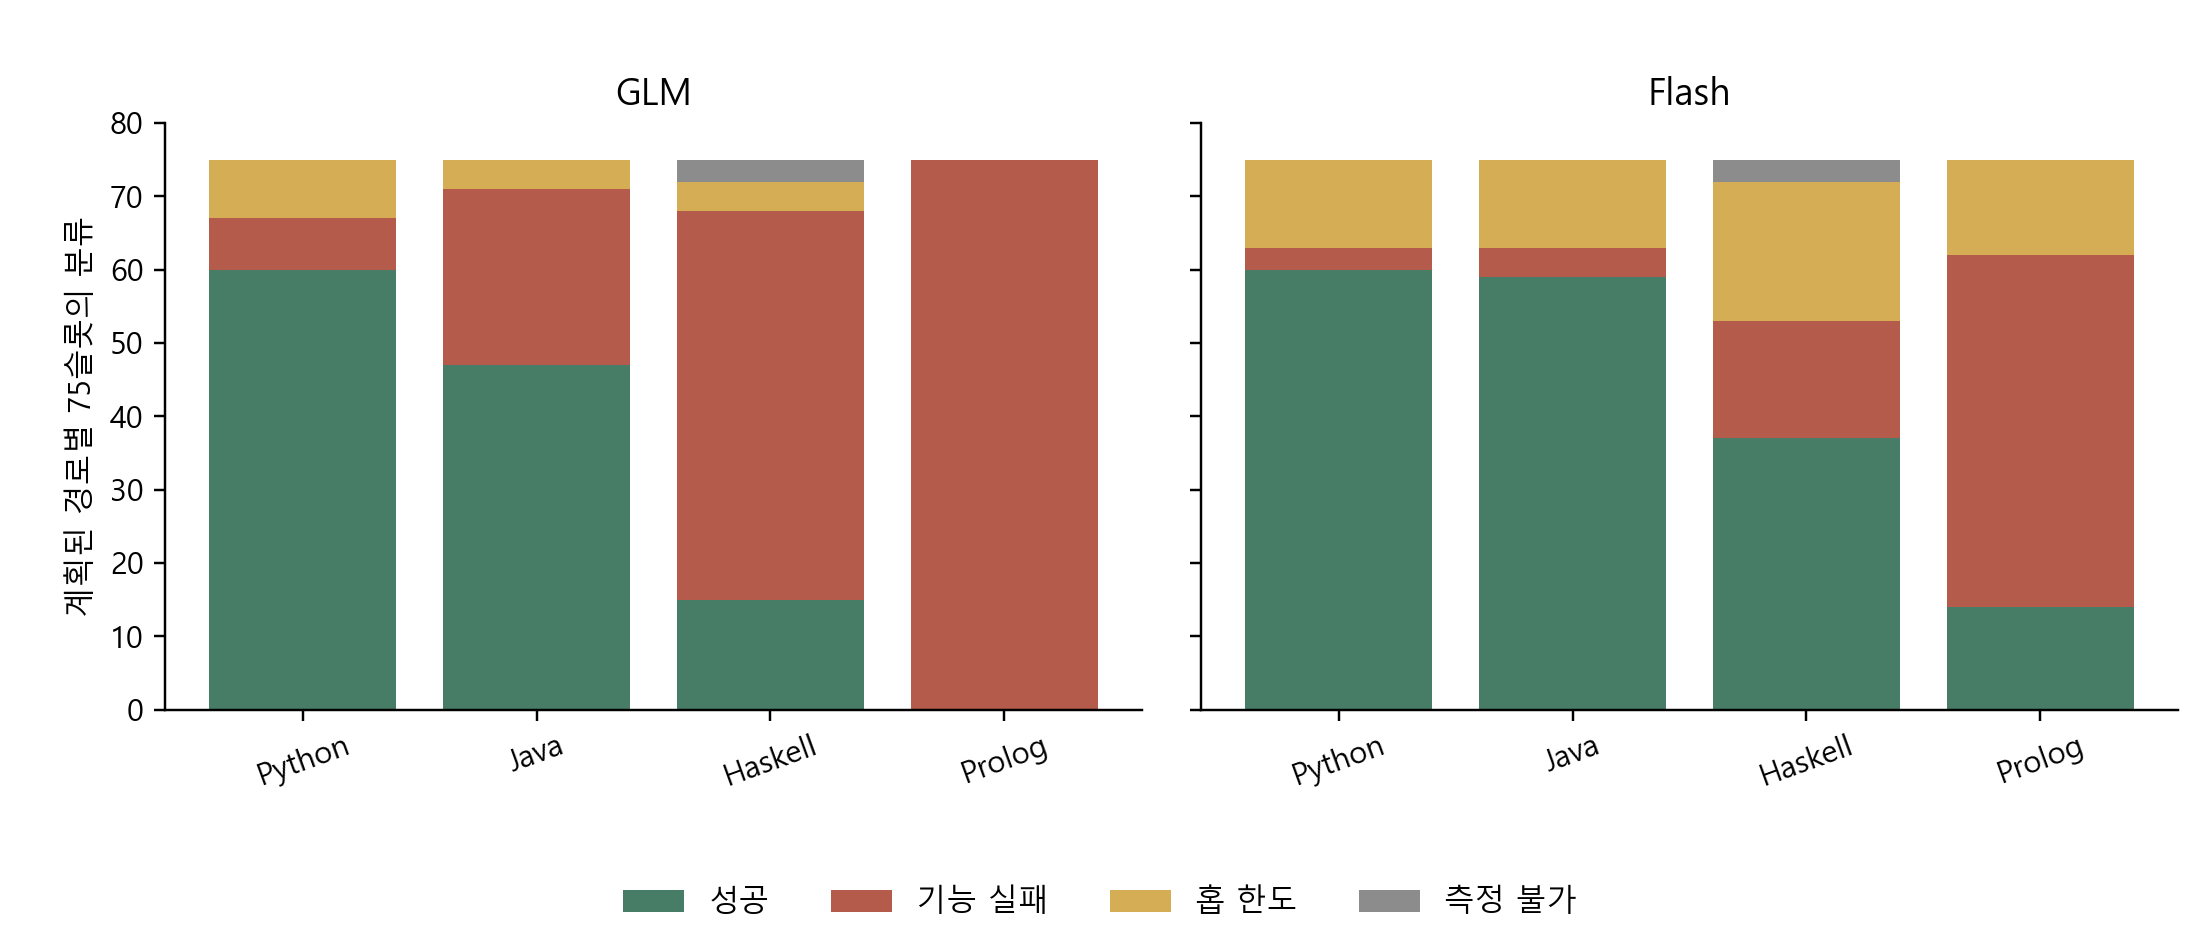 GLM
Flash
계획된 경로별 75슬롯의 분류
80
70
60
50
40
30
20
10
0
Python
Java
Haskell
Prolog
Python
Java
Haskell
Prolog
성공
기능 실패
홉 한도
측정 불가